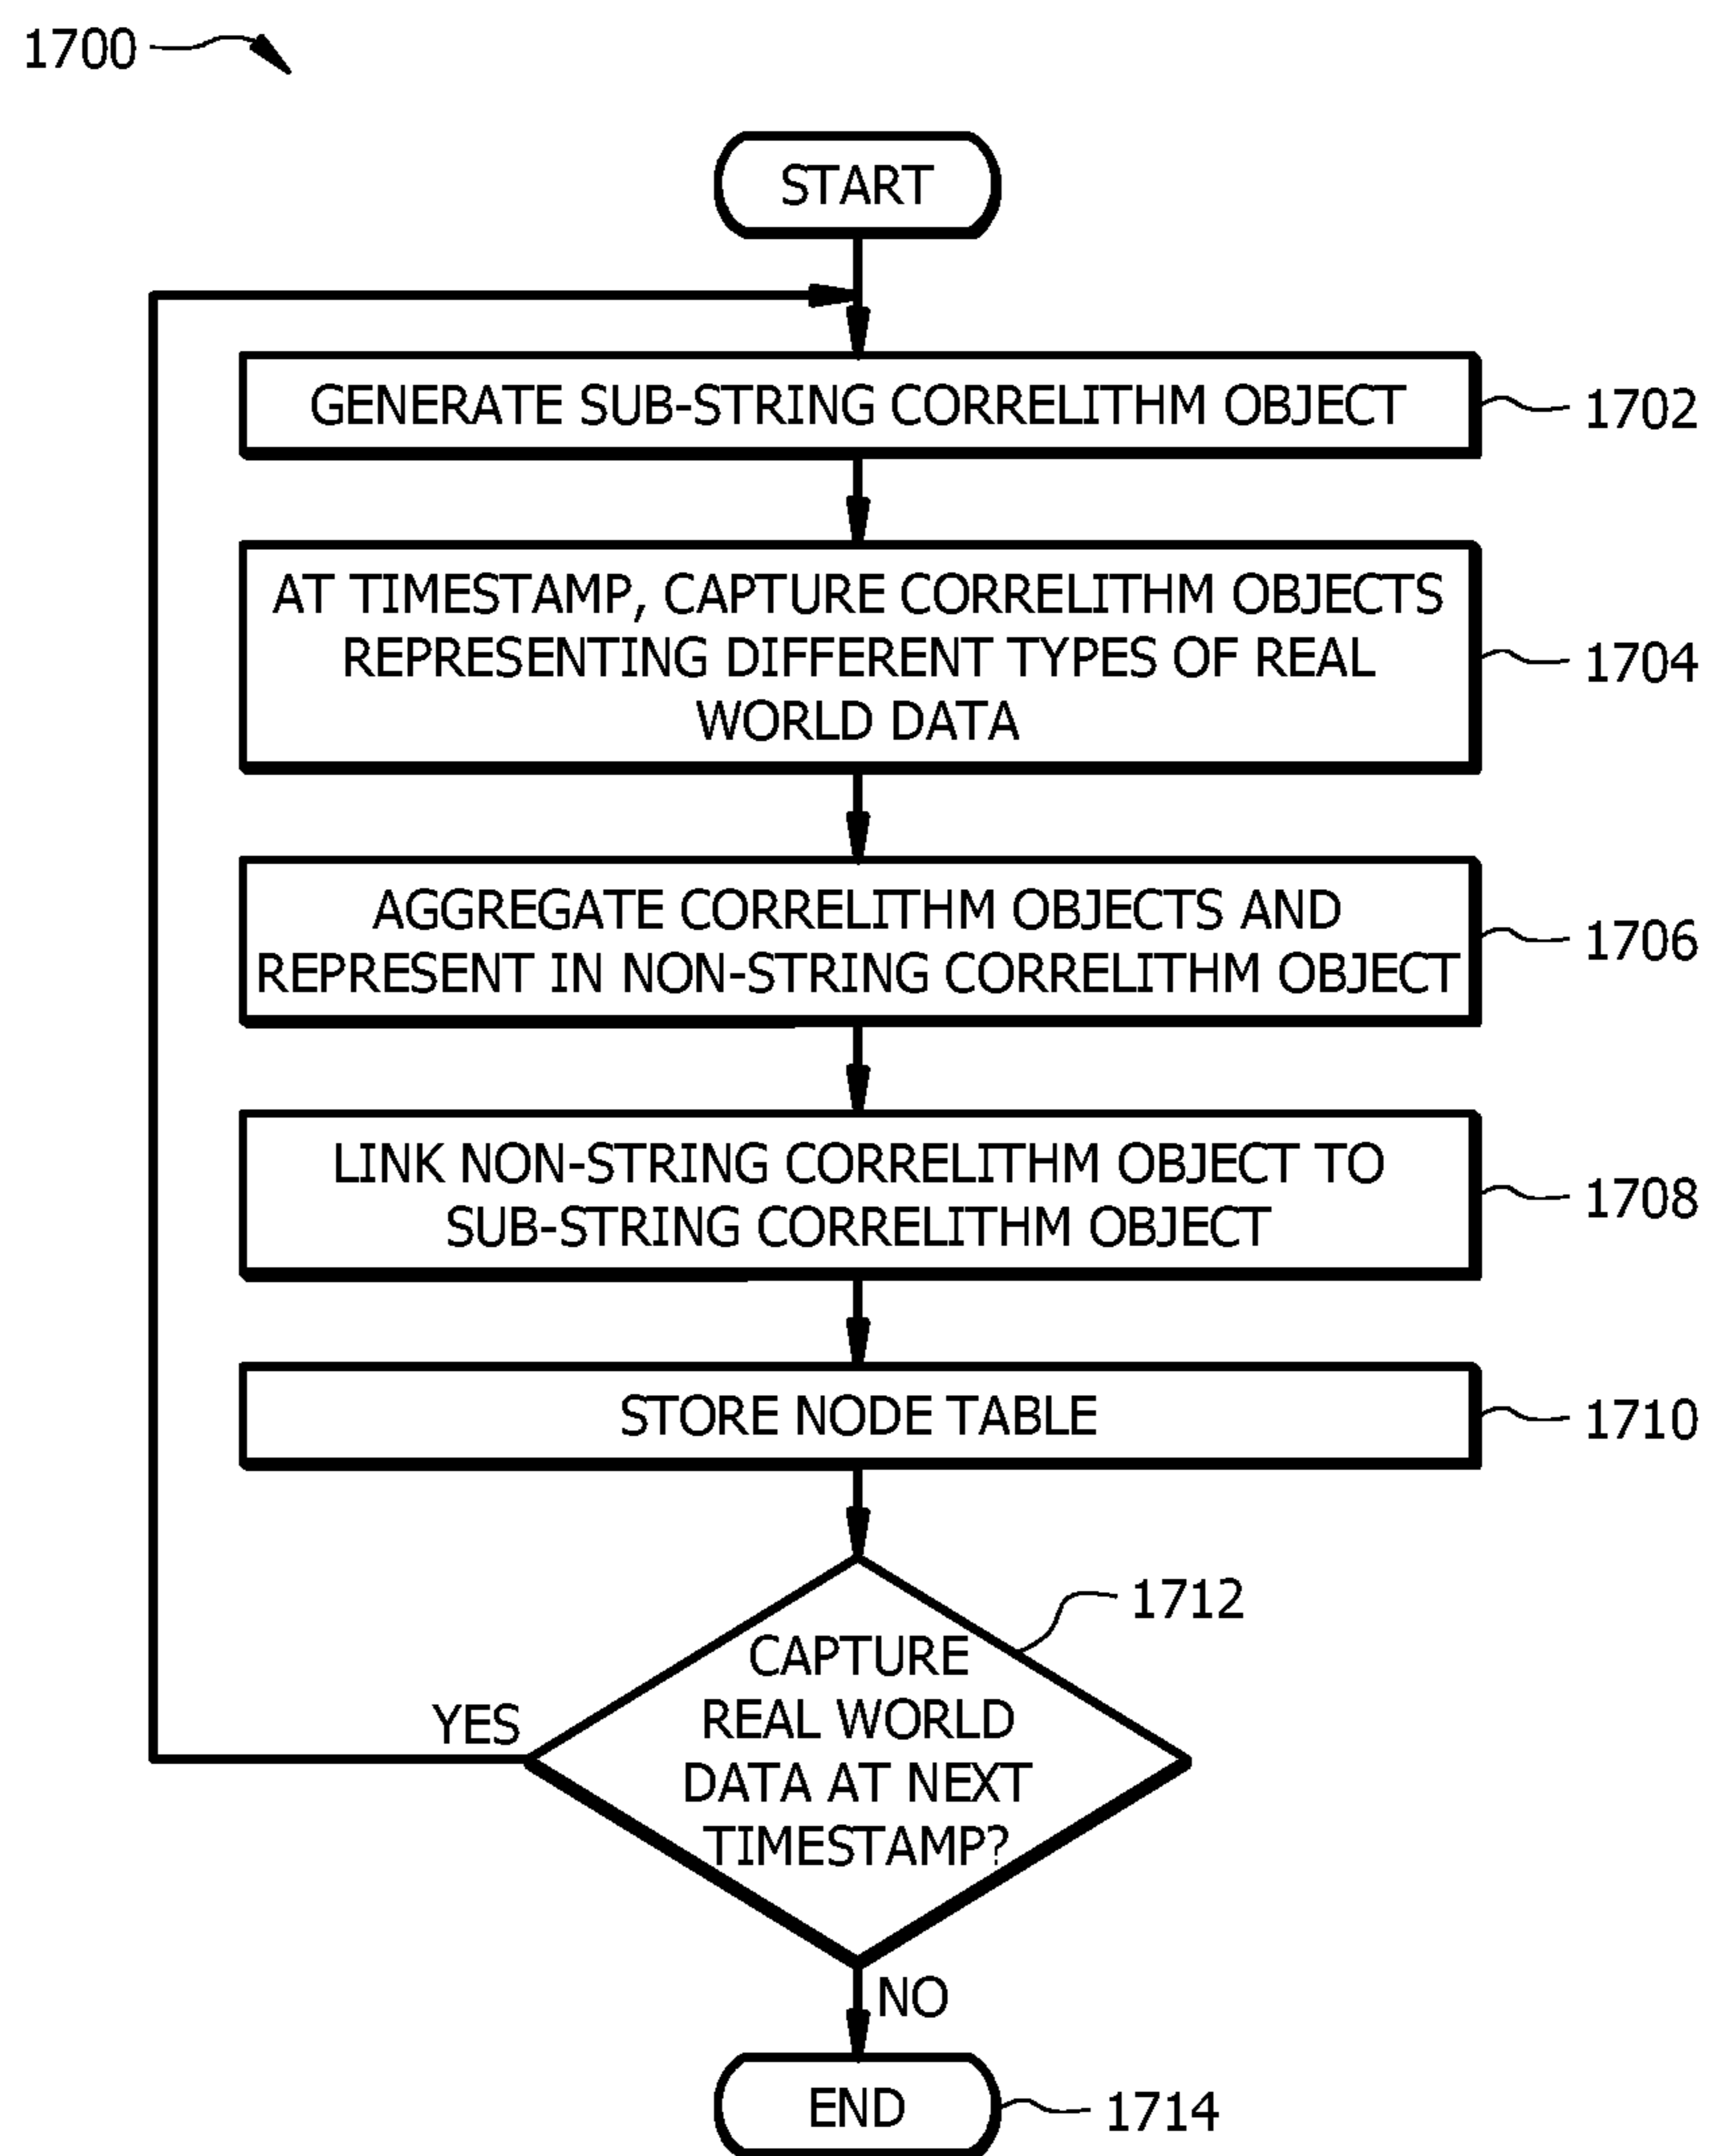 1700
START
GENERATE SUB-STRING CORRELITHM OBJECT
1702
AT TIMESTAMP, CAPTURE CORRELITHM OBJECTS
REPRESENTING DIFFERENT TYPES OF REAL
WORLD DATA
1704
AGGREGATE CORRELITHM OBJECTS AND
REPRESENT IN NON-STRING CORRELITHM OBJECT
1706
LINK NON-STRING CORRELITHM OBJECT TO
SUB-STRING CORRELITHM OBJECT
1708
STORE NODE TABLE
1710
1712
CAPTURE
REAL WORLD
DATA AT NEXT
TIMESTAMP?
YES
NO
END
1714